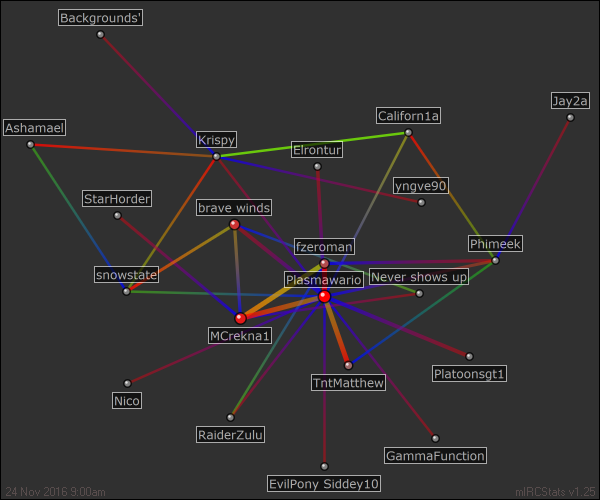 Backgrounds'
Jay2a
Californ1a
Ashamael
Krispy
Elrontur
yngve90
StarHorder
brave winds
fzeroman
Phimeek
snowstate
Plasmawario
Never shows up
MCrekna1
Platoonsgt1
TntMatthew
Nico
RaiderZulu
GammaFunction
EvilPony Siddey10
24 Nov 2016 9:00am
mIRCStats v1.25